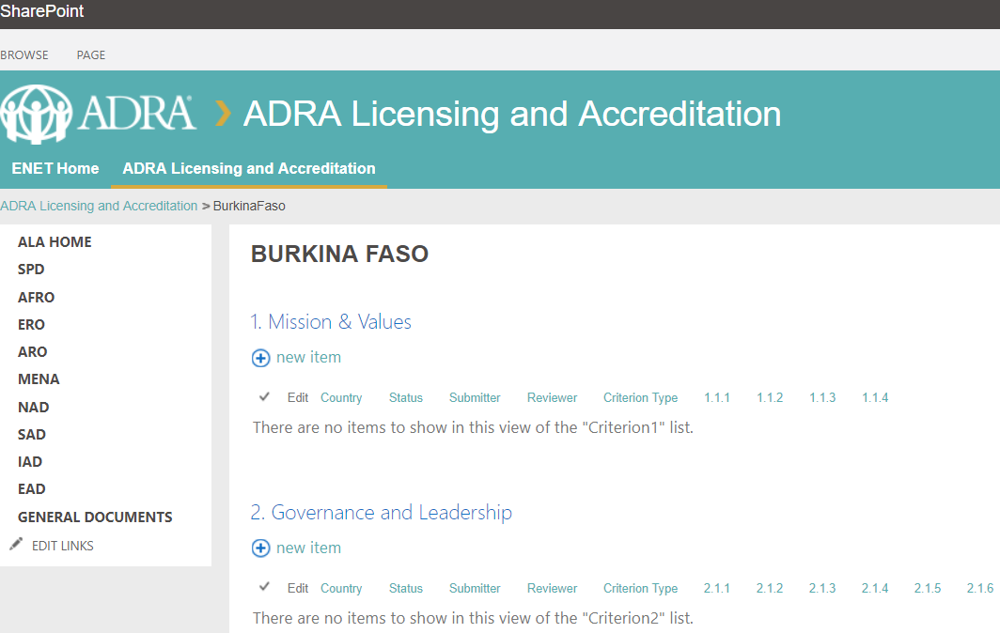 SharePoint
BROWSE PAGE
ADRA ADRA Licensing and Accreditation
ENET Home ADRA Licensing and Accreditation
ADRA Licensing and Accreditation > BurkinaFaso
ALA HOME
SPD
AFRO
ERO
ARO
MENA
NAD
SAD
IAD
EAD
GENERAL DOCUMENTS
EDIT LINKS
BURKINA FASO
1. Mission & Values
new item
Edit Country Status Submitter Reviewer Criterion Type 1.1.1 1.1.2 1.1.3 1.1.4
There are no items to show in this view of the "Criterion1" list.
2. Governance and Leadership
new item
Edit Country Status Submitter Reviewer Criterion Type 2.1.1 2.1.2 2.1.3 2.1.4 2.1.5 2.1.6
There are no items to show in this view of the "Criterion2" list.